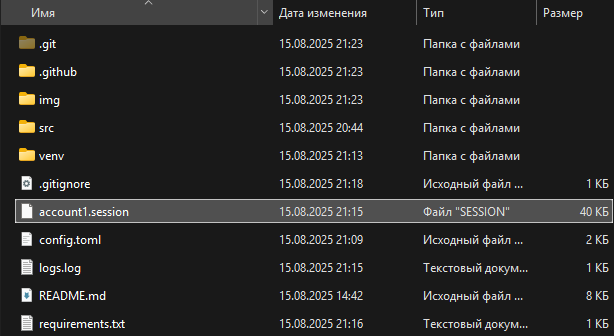 Имя Дата изменения Тип Размер
.git 15.08.2025 21:23 Папка с файлами
.github 15.08.2025 21:23 Папка с файлами
img 15.08.2025 21:23 Папка с файлами
src 15.08.2025 20:44 Папка с файлами
venv 15.08.2025 21:13 Папка с файлами
.gitignore 15.08.2025 21:18 Исходный файл ... 1 КБ
account1.session 15.08.2025 21:15 Файл "SESSION" 40 КБ
config.toml 15.08.2025 21:09 Исходный файл ... 2 КБ
logs.log 15.08.2025 21:15 Текстовый докум... 1 КБ
README.md 15.08.2025 14:42 Исходный файл ... 8 КБ
requirements.txt 15.08.2025 21:16 Текстовый докум... 1 КБ